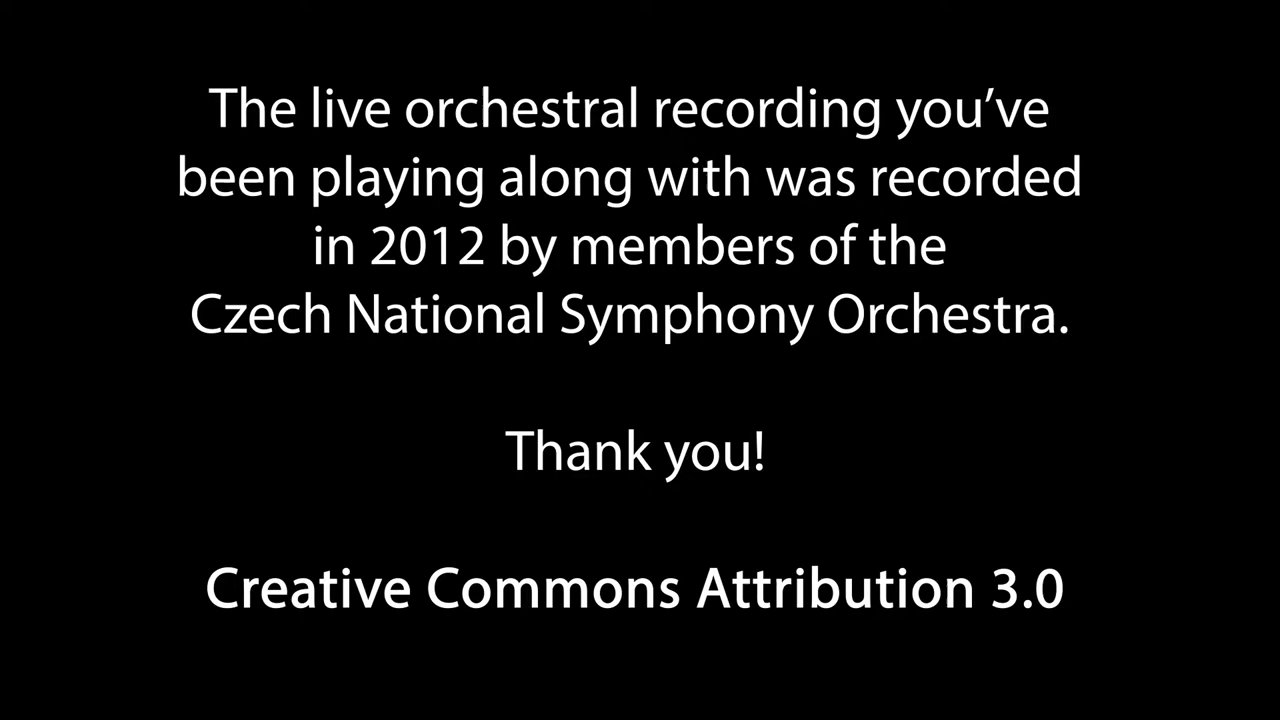 The live orchestral recording you’ve
been playing along with was recorded
in 2012 by members of the
Czech National Symphony Orchestra.
Thank you!
Creative Commons Attribution 3.0